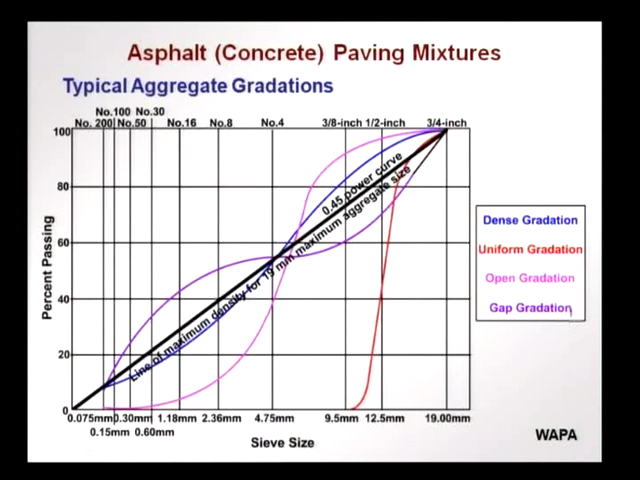 Asphalt (Concrete) Paving Mixtures
Typical Aggregate Gradations
No.100 No.30
No. 200 No.50 No.16 No.8 No.4 3/8-inch 1/2-inch 3/4-inch
100
80
60
40
20
0
Percent Passing
0.45 power curve
Line of maximum density for 19 mm maximum aggregate size
Dense Gradation
Uniform Gradation
Open Gradation
Gap Gradation
0.075mm 0.30mm 1.18mm 2.36mm 4.75mm 9.5mm 12.5mm 19.00mm
0.15mm 0.60mm
Sieve Size
WAPA